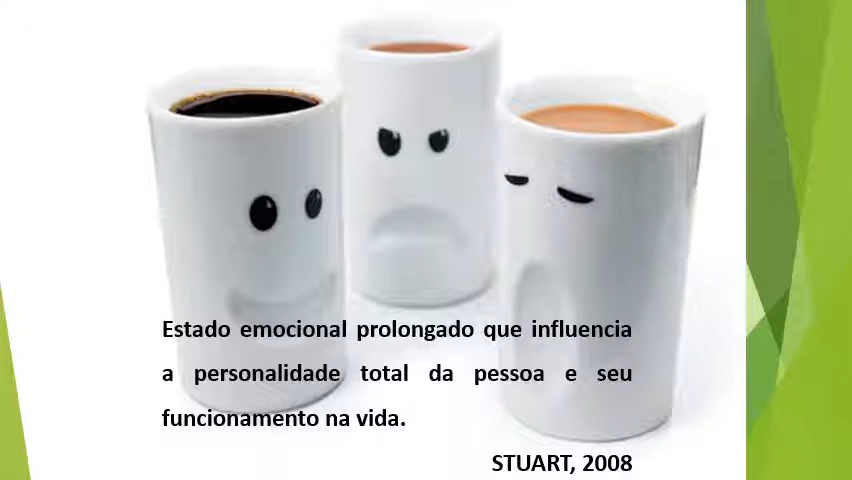 Estado emocional prolongado que influencia
a personalidade total da pessoa e seu
funcionamento na vida.
STUART, 2008